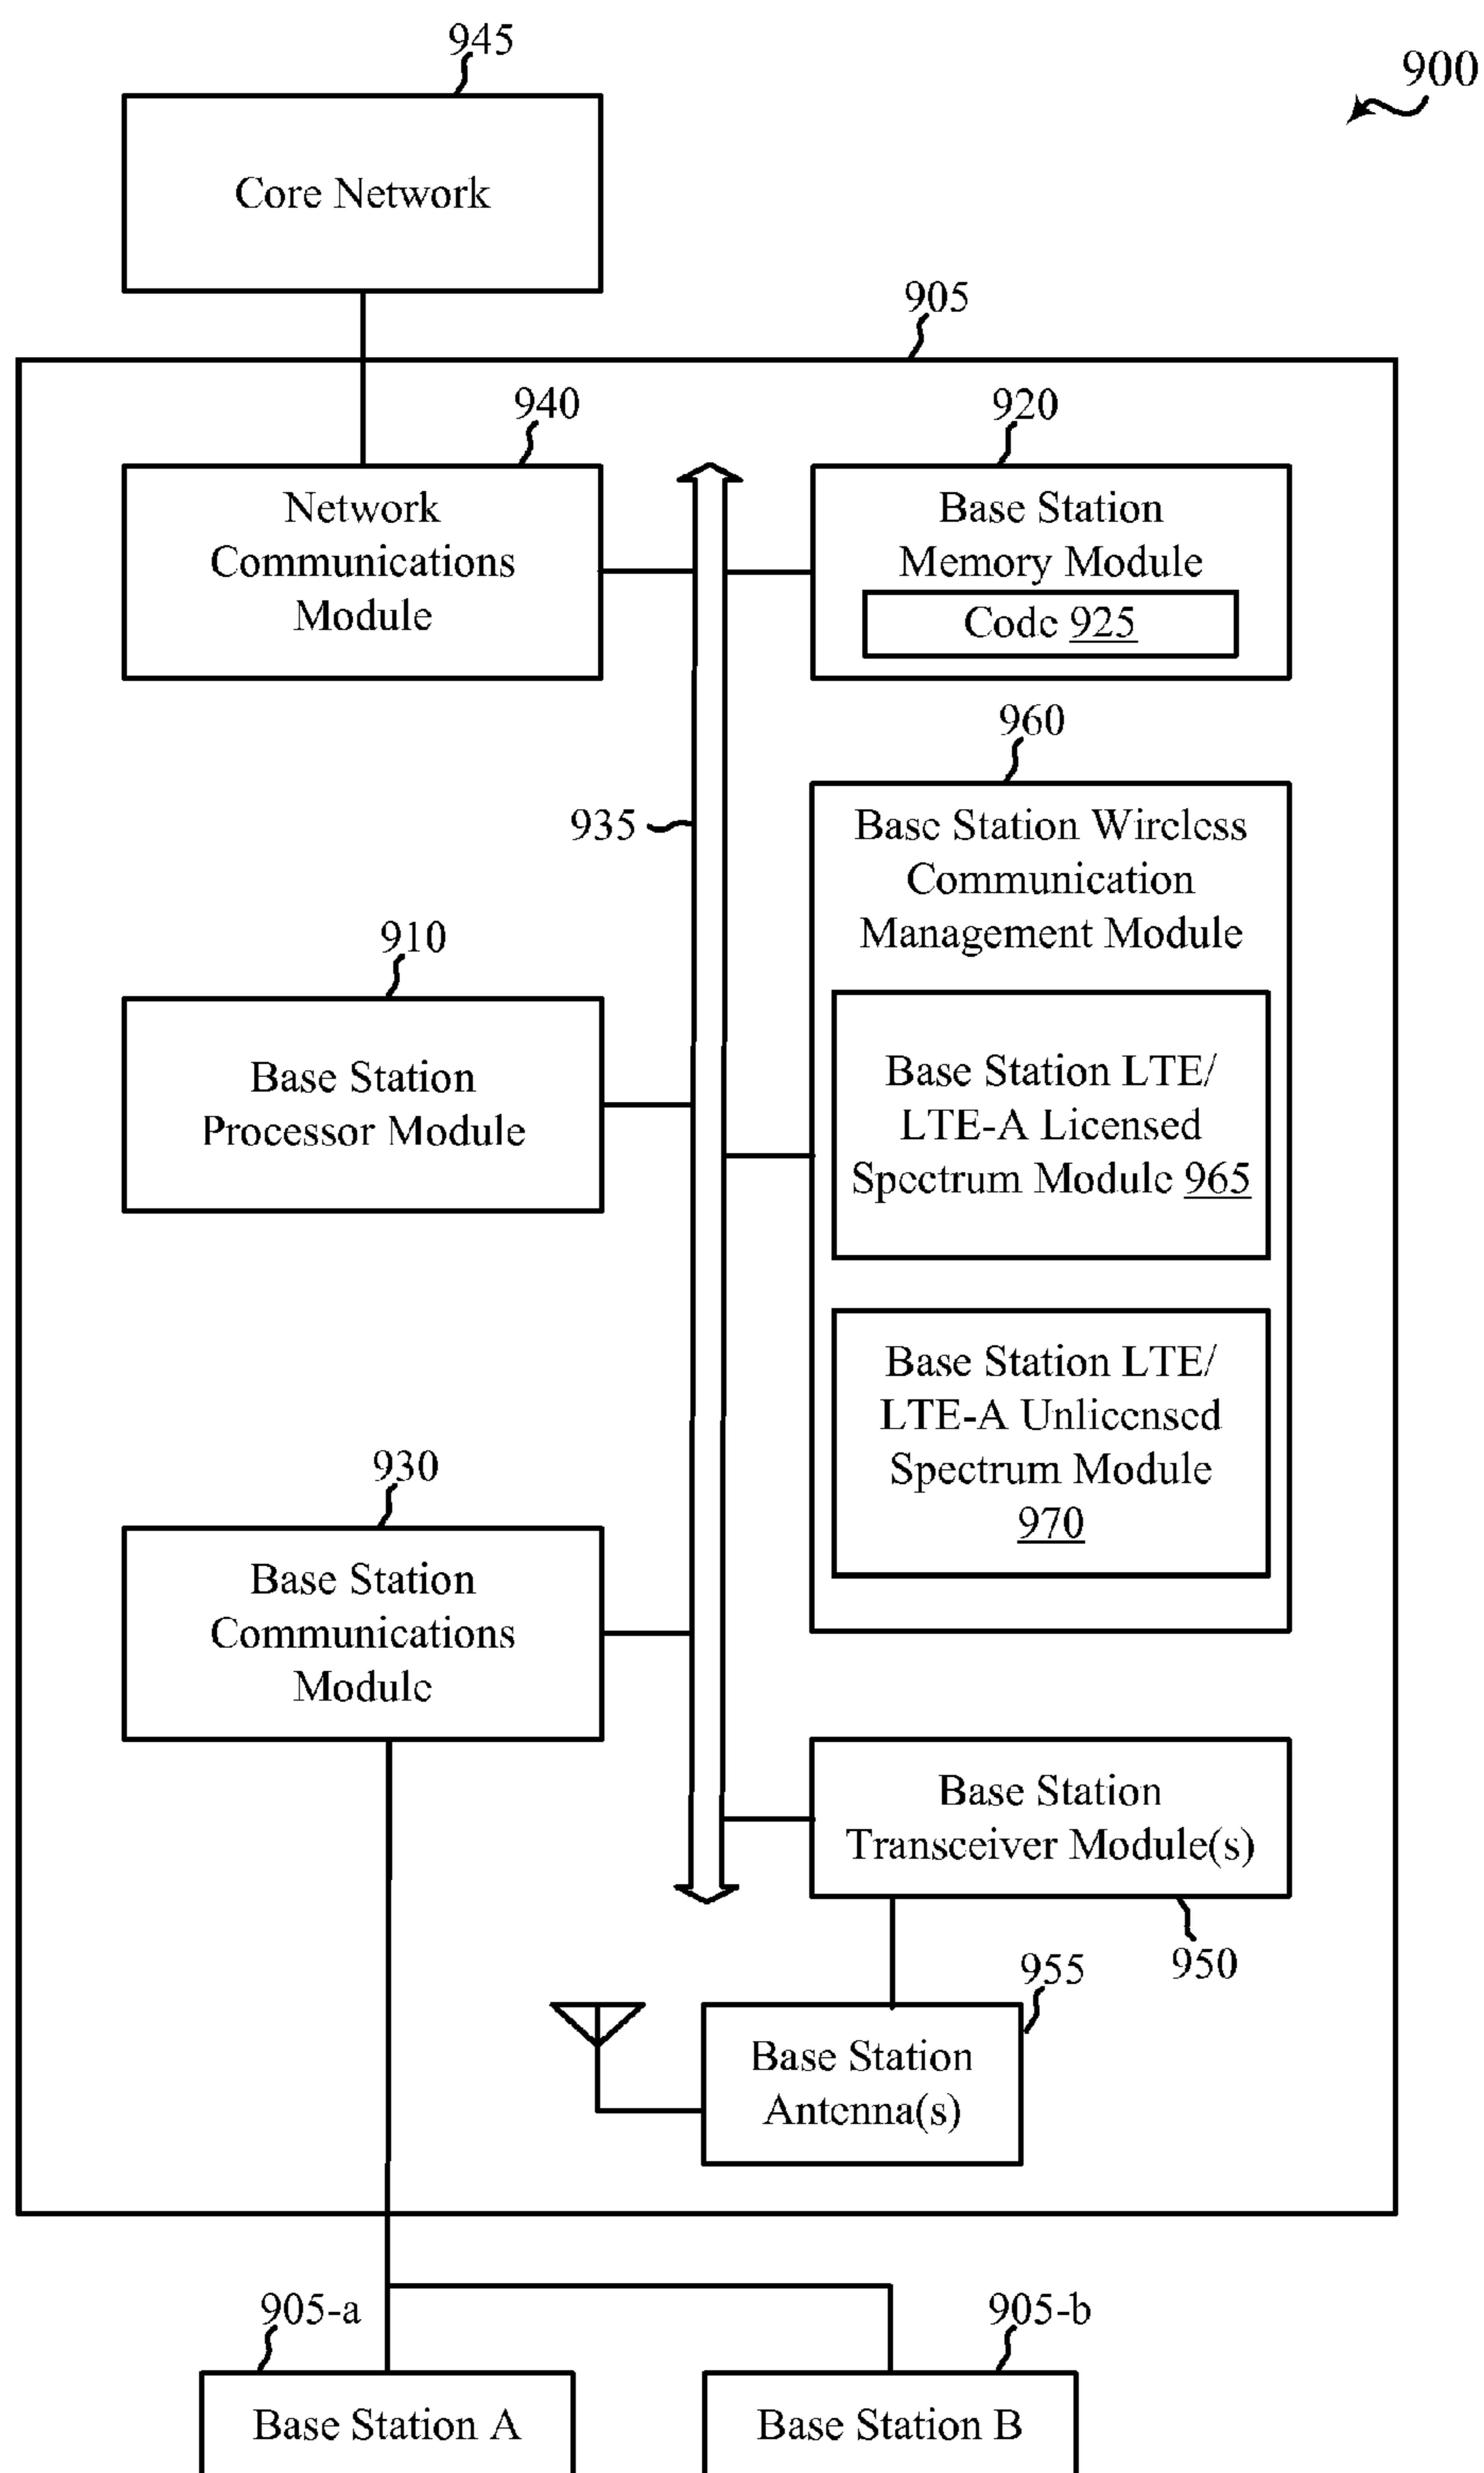 945
900
Core Network
905
940
920
Network
Communications
Module
Base Station
Memory Module
Code 925
960
935
Base Station Wireless
Communication
Management Module
910
Base Station
Processor Module
Base Station LTE/
LTE-A Licensed
Spectrum Module 965
Base Station LTE/
LTE-A Unlicensed
Spectrum Module
970
930
Base Station
Communications
Module
Base Station
Transceiver Module(s)
950
955
Base Station
Antenna(s)
905-a
905-b
Base Station A
Base Station B